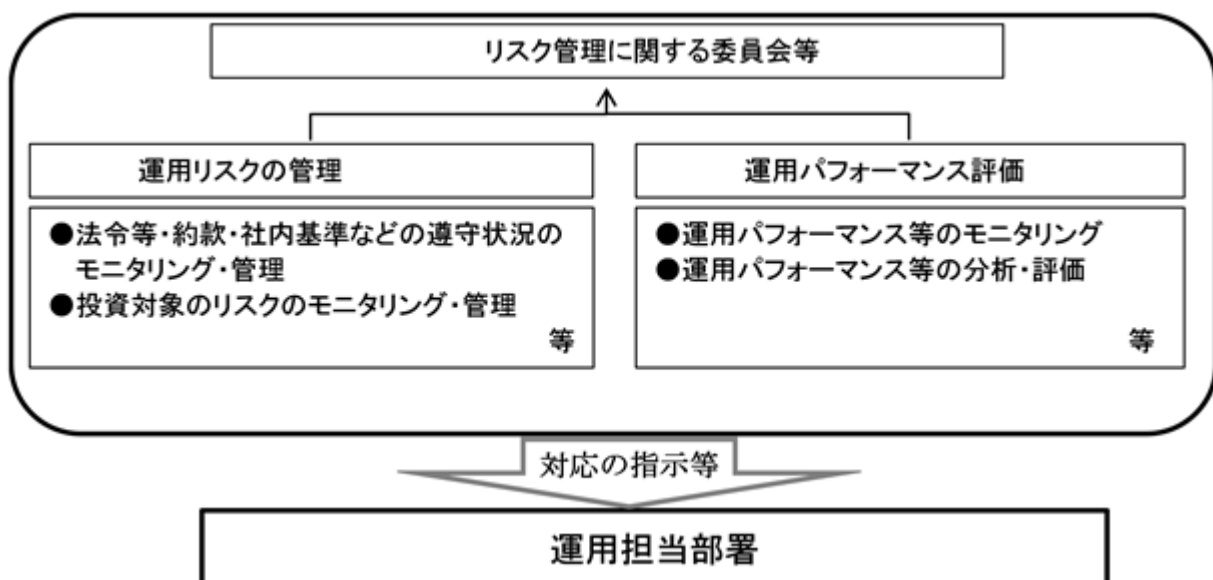 リスク管理に関する委員会等
運用リスクの管理
●法令等・約款・社内基準などの遵守状況の
モニタリング・管理
●投資対象のリスクのモニタリング・管理
等
運用パフォーマンス評価
●運用パフォーマンス等のモニタリング
●運用パフォーマンス等の分析・評価
等
対応の指示等
運用担当部署